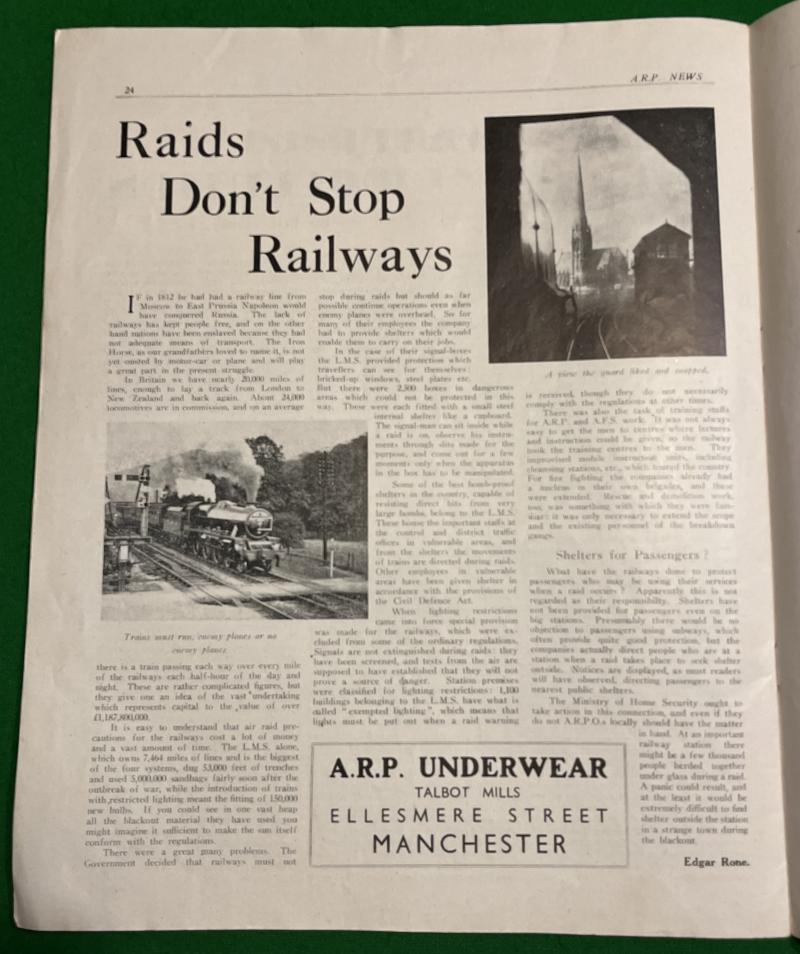 24
A.R.P. NEWS
Raids
Don't Stop
Railways
IF in 1812 he had had a railway line from
Moscow to East Prussia Napoleon would
have conquered Russia. The lack of
railways has kept people free, and on the other
hand nations have been enslaved because they had
not adequate means of transport. The Iron
Horse, as our grandfathers loved to name it, is not
yet ousted by motor-car or plane and will play
a great part in the present struggle.
In Britain we have nearly 20,000 miles of
lines, enough to lay a track from London to
New Zealand and back again. About 24,000
locomotives are in commission, and on an average
Trains must run, enemy planes or no
enemy planes
there is a train passing each way over every mile
of the railways each half-hour of the day and
night. These are rather complicated figures, but
they give one an idea of the vast undertaking
which represents capital to the value of over
£1,187,800,000.
It is easy to understand that air raid pre-
cautions for the railways cost a lot of money
and a vast amount of time. The L.M.S. alone,
which owns 7,464 miles of lines and is the biggest
of the four systems, dug 53,000 feet of trenches
and used 5,000,000 sandbags fairly soon after the
outbreak of war, while the introduction of trains
with restricted lighting meant the fitting of 150,000
new bulbs. If you could see in one vast heap
all the blackout material they have used you
might imagine it sufficient to make the sun itself
conform with the regulations.
There were a great many problems. The
Government decided that railways must not
stop during raids but should as far
possible continue operations even when
enemy planes were overhead. So for
many of their employees the company
had to provide shelters which would
enable them to carry on their jobs.
In the case of their signal-boxes
the L.M.S. provided protection which
travellers can see for themselves:
bricked-up windows, steel plates etc.
But there were 2,500 boxes in dangerous
areas which could not be protected in this
way. These were each fitted with a small steel
internal shelter like a cupboard.
The signal-man can sit inside while
a raid is on, observe his instru-
ments through slits made for the
purpose, and come out for a few
moments only when the apparatus
in the box has to be manipulated.
Some of the best bomb-proof
shelters in the country, capable of
resisting direct hits from very
large bombs, belong to the L.M.S.
These house the important staffs at
the control and district traffic
offices in vulnerable areas, and
from the shelters the movements
of trains are directed during raids.
Other employees in vulnerable
areas have been given shelter in
accordance with the provisions of
the Civil Defence Act.
When lighting restrictions
came into force special provision
was made for the railways, which were ex-
cluded from some of the ordinary regulations.
Signals are not extinguished during raids: they
have been screened, and tests from the air are
supposed to have established that they will not
prove a source of danger. Station premises
were classified for lighting restrictions: 1,100
buildings belonging to the L.M.S. have what is
called "exempted lighting", which means that
lights must be put out when a raid warning
A view the guard liked and snapped.
is received, though they do not necessarily
comply with the regulations at other times.
There was also the task of training staffs
for A.R.P. and A.F.S. work. It was not always
easy to get the men to centres where lectures
and instruction could be given, so the railway
took the training centres to the men. They
improvised mobile instruction units, including
cleansing stations, etc., which toured the country.
For fire fighting the companies already had
a nucleus in their own brigades, and these
were extended. Rescue and demolition work,
too, was something with which they were fam-
iliar: it was only necessary to extend the scope
and the existing personnel of the breakdown
gangs.
Shelters for Passengers?
What have the railways done to protect
passengers who may be using their services
when a raid occurs? Apparently this is not
regarded as their responsibility. Shelters have
not been provided for passengers even on the
big stations. Presumably there would be no
objection to passengers using subways, which
often provide quite good protection, but the
companies actually direct people who are at a
station when a raid takes place to seek shelter
outside. Notices are displayed, as most readers
will have observed, directing passengers to the
nearest public shelters.
The Ministry of Home Security ought to
take action in this connection, and even if they
do not A.R.P.O.s locally should have the matter
in hand. At an important
railway station there
might be a few thousand
people herded together
under glass during a raid.
A panic could result, and
at the least it would be
extremely difficult to find
shelter outside the station
in a strange town during
the blackout.
Edgar Rone.
A.R.P. UNDERWEAR
TALBOT MILLS
ELLESMERE STREET
MANCHESTER